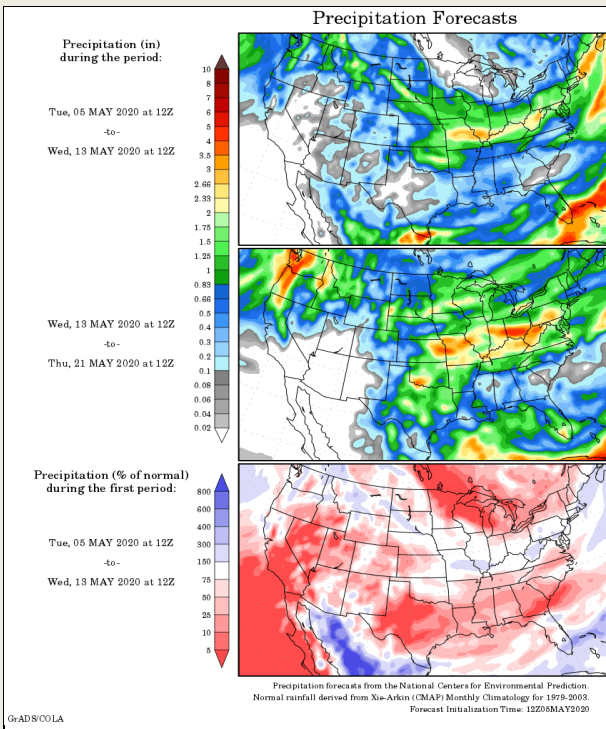 Precipitation Forecasts
Precipitation (in)
during the period:
Tue, 05 MAY 2020 at 12Z
-to-
Wed, 13 MAY 2020 at 12Z
10
8
7
6
5
4
3.5
3
2.66
2.33
2
1.75
1.5
1.25
1
0.83
0.66
0.5
0.4
0.3
0.2
0.1
0.08
0.06
0.04
0.02
Wed, 13 MAY 2020 at 12Z
-to-
Thu, 21 MAY 2020 at 12Z
Precipitation (% of normal)
during the first period:
Tue, 05 MAY 2020 at 12Z
-to-
Wed, 13 MAY 2020 at 12Z
800
600
400
300
150
75
50
25
10
5
Precipitation forecasts from the National Centers for Environmental Prediction.
Normal rainfall derived from Xie-Arkin (CMAP) Monthly Climatology for 1979-2003.
Forecast Initialization Time: 12Z05MAY2020
GrADS/COLA